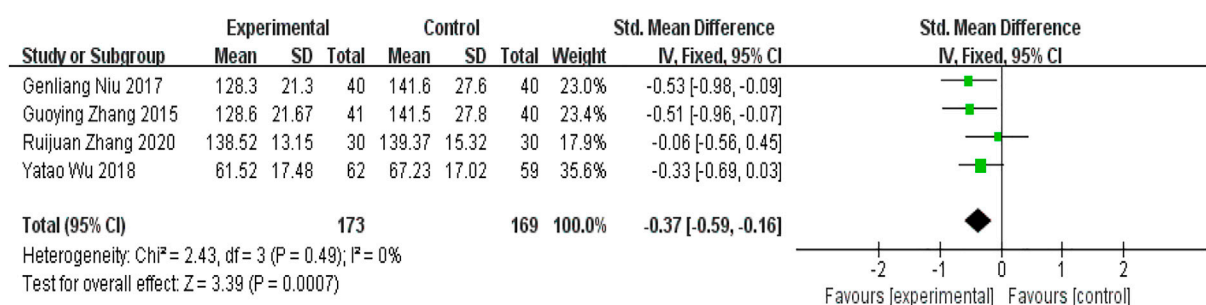 Experimental Control Std. Mean Difference Std. Mean Difference
Study or Subgroup Mean SD Total Mean SD Total Weight IV, Fixed, 95% CI IV, Fixed, 95% CI
Genliang Niu 2017 128.3 21.3 40 141.6 27.6 40 23.0% -0.53 [-0.98, -0.09]
Guoying Zhang 2015 128.6 21.67 41 141.5 27.8 40 23.4% -0.51 [-0.96, -0.07]
Ruijuan Zhang 2020 138.52 13.15 30 139.37 15.32 30 17.9% -0.06 [-0.56, 0.45]
Yatao Wu 2018 61.52 17.48 62 67.23 17.02 59 35.6% -0.33 [-0.69, 0.03]
Total (95% CI) 173 169 100.0% -0.37 [-0.59, -0.16]
Heterogeneity: Chi² = 2.43, df = 3 (P = 0.49); I² = 0%
Test for overall effect: Z = 3.39 (P = 0.0007)
-2 -1 0 1 2
Favours [experimental] Favours [control]